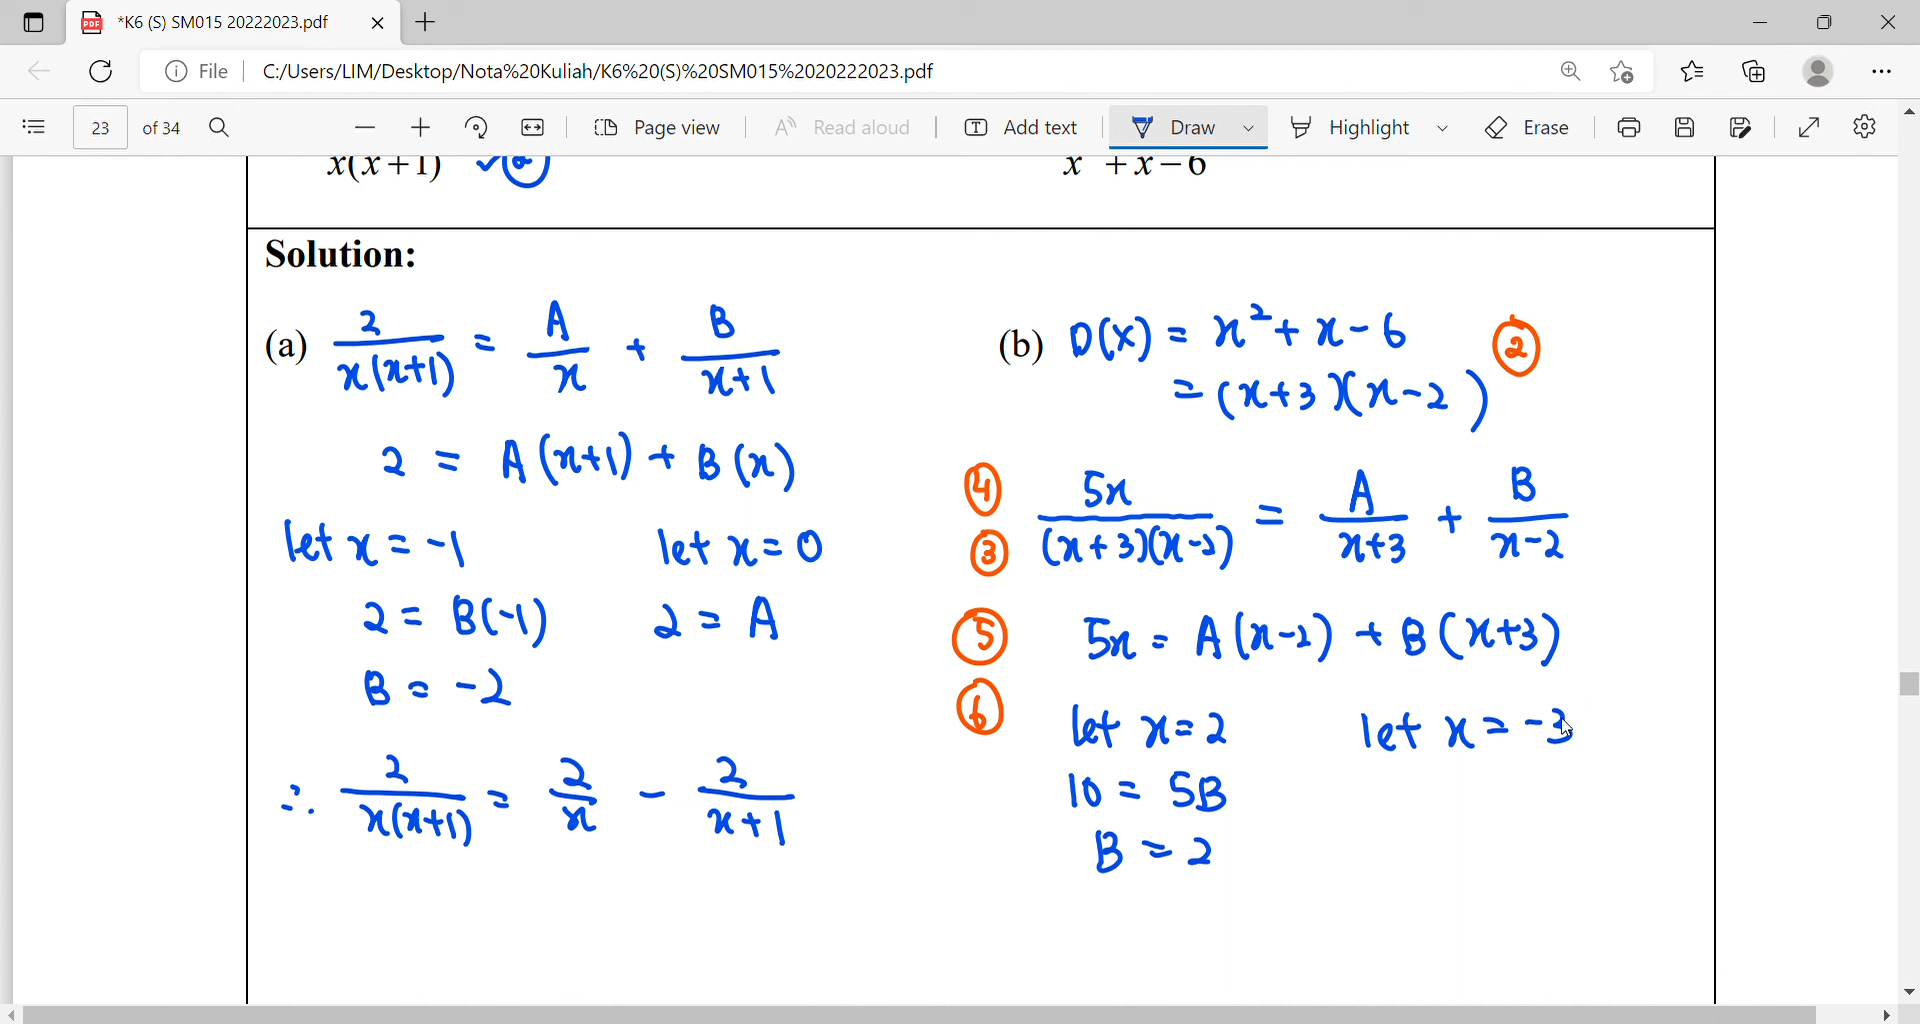 *K6 (S) SM015 20222023.pdf
File C:/Users/LIM/Desktop/Nota%20Kuliah/K6%20(S)%20SM015%2020222023.pdf
23 of 34 Page view Read aloud Add text Draw Highlight Erase
x(x+1) ✓2
x +x−6
Solution:
(a) 2/(x(x+1)) = A/x + B/(x+1)
2 = A(x+1) + B(x)
let x = -1 let x = 0
2 = B(-1) 2 = A
B = -2
∴ 2/(x(x+1)) = 2/x - 2/(x+1)
(b) D(x) = x² + x - 6 ②
= (x+3)(x-2)
④ ③ 5x/((x+3)(x-2)) = A/(x+3) + B/(x-2)
⑤ 5x = A(x-2) + B(x+3)
⑥ let x = 2 let x = -3
10 = 5B
B = 2